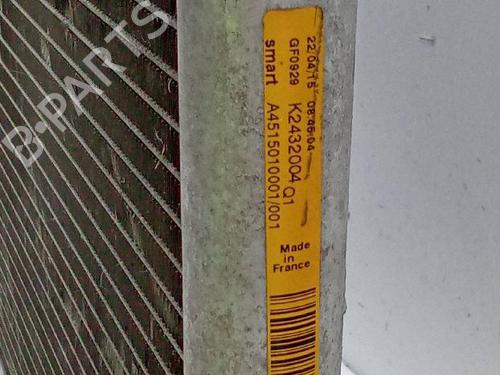 22/04/15 08:46:04
GF0929 K2432004 Q1
smart A4515010001/001
Made
in
France
B-PARTS